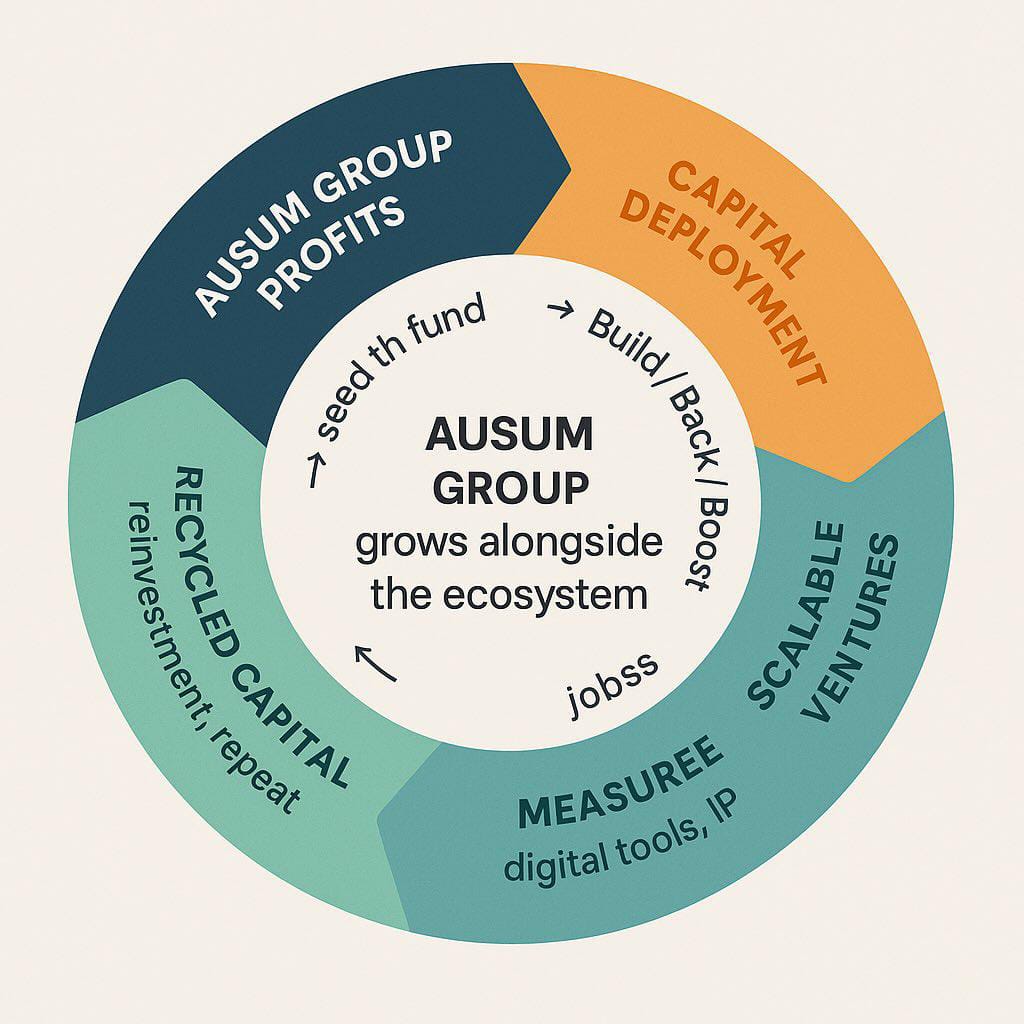 AUSUM GROUP
PROFITS
CAPITAL
DEPLOYMENT
SCALABLE
VENTURES
MEASUREE
digital tools, IP
RECYCLED CAPITAL
reinvestment, repeat
→ seed th fund
→ Build / Back / Boost
jobss
→
AUSUM
GROUP
grows alongside
the ecosystem